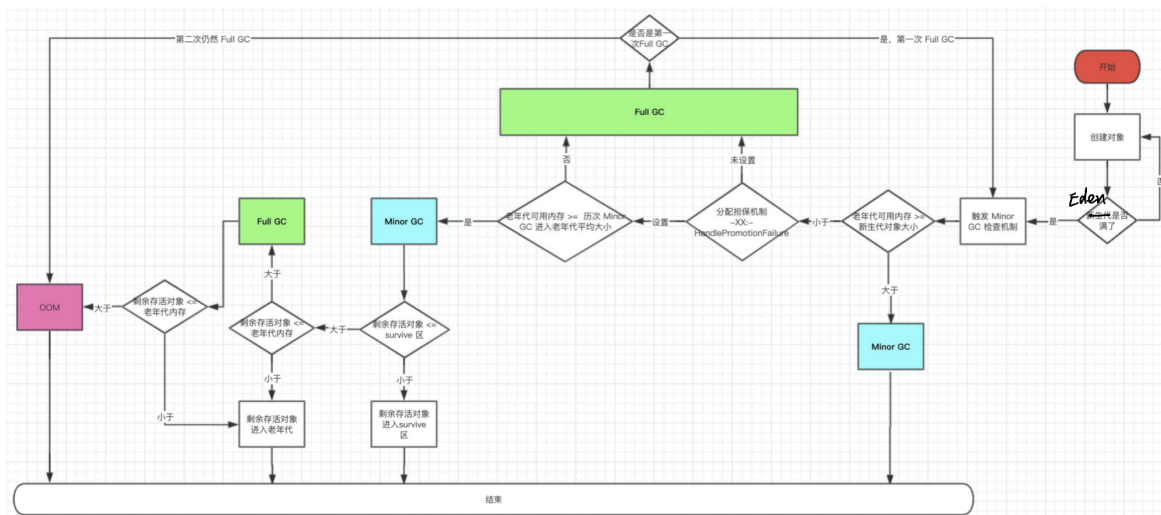 是否是第一
次Full GC
第二次仍然 Full GC
是，第一次 Full GC
开始
Full GC
创建对象
否
未设置
否
Eden
新生代是否
满了
是
触发 Minor
GC 检查机制
老年代可用内存 >=
新生代对象大小
小于
分配担保机制
-XX:-
HandlePromotionFailure
设置
老年代可用内存 >= 历次 Minor
GC 进入老年代平均大小
是
Minor GC
Full GC
大于
大于
OOM
大于
剩余存活对象 <=
老年代内存
剩余存活对象 <=
老年代内存
大于
剩余存活对象 <=
survive 区
Minor GC
小于
小于
小于
剩余存活对象
进入老年代
剩余存活对象
进入survive
区
结束